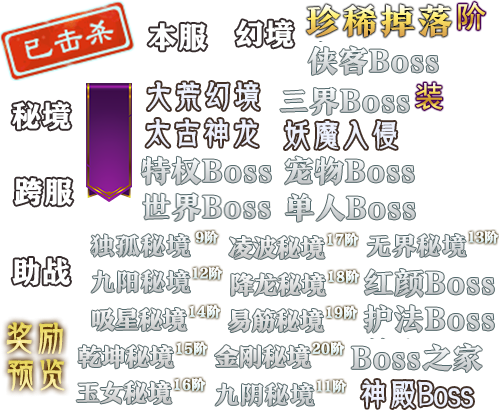 已击杀
本服 幻境 珍稀掉落 阶
侠客Boss
秘境 大荒幻境 三界Boss 装
太古神龙 妖魔入侵
跨服 特权Boss 宠物Boss
世界Boss 单人Boss
独孤秘境 9阶 凌波秘境 17阶 无界秘境 13阶
助战 九阳秘境 12阶 降龙秘境 18阶 红颜Boss
吸星秘境 14阶 易筋秘境 19阶 护法Boss
奖励 乾坤秘境 15阶 金刚秘境 20阶 Boss之家
预览 玉女秘境 16阶 九阴秘境 11阶 神殿Boss